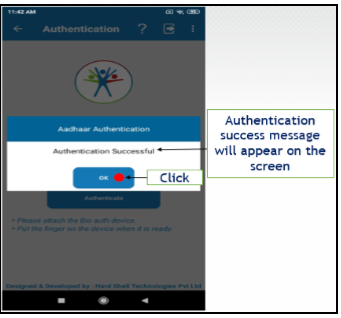 11:42 AM
Authentication
Aadhaar Authentication
Authentication Successful
OK
Click
Authenticate
• Please attach the Bio auth device.
• Put the finger on the device when it is ready
Designed & Developed by : Hard Shell Technologies Pvt Ltd
Authentication
success message
will appear on the
screen